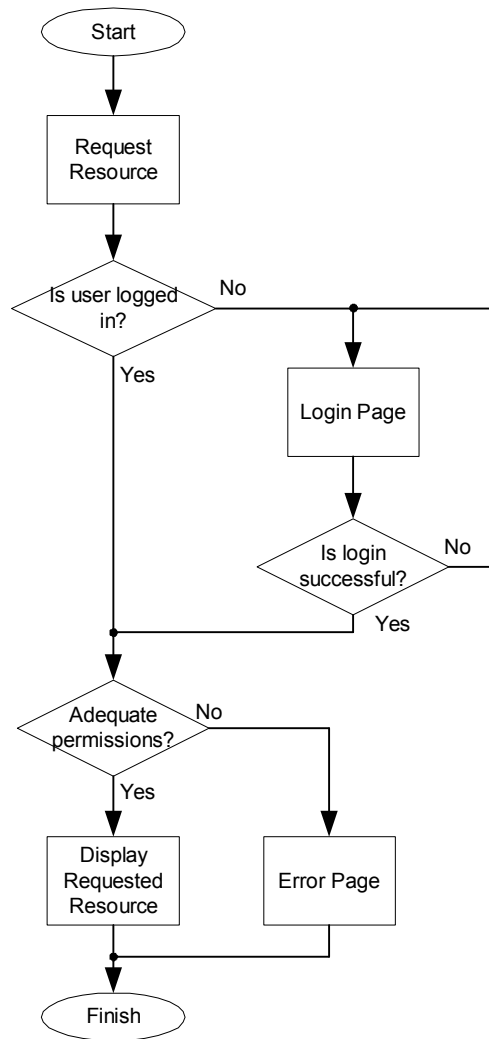 Start
Request
Resource
Is user logged
in?
No
Yes
Login Page
Is login
successful?
No
Yes
Adequate
permissions?
No
Yes
Display
Requested
Resource
Error Page
Finish